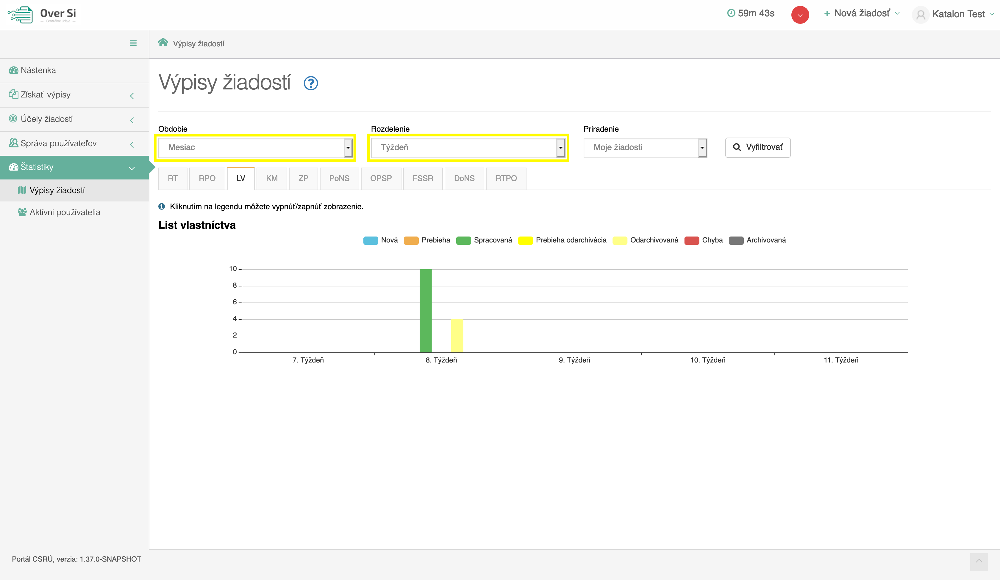 Over Si
Centrálne údaje
59m 43s
Nová žiadosť
Katalon Test
Výpisy žiadostí
Nástenka
Získať výpisy
Účely žiadostí
Správa používateľov
Štatistiky
Výpisy žiadostí
Aktívni používatelia
Výpisy žiadostí
Obdobie
Rozdelenie
Priradenie
Mesiac
Týždeň
Moje žiadosti
Vyfiltrovať
RT
RPO
LV
KM
ZP
PoNS
OPSP
FSSR
DoNS
RTPO
Kliknutím na legendu môžete vypnúť/zapnúť zobrazenie.
List vlastníctva
Nová
Prebieha
Spracovaná
Prebieha odarchivácia
Odarchivovaná
Chyba
Archivovaná
10
8
6
4
2
0
7. Týždeň
8. Týždeň
9. Týždeň
10. Týždeň
11. Týždeň
Portál CSRÚ, verzia: 1.37.0-SNAPSHOT